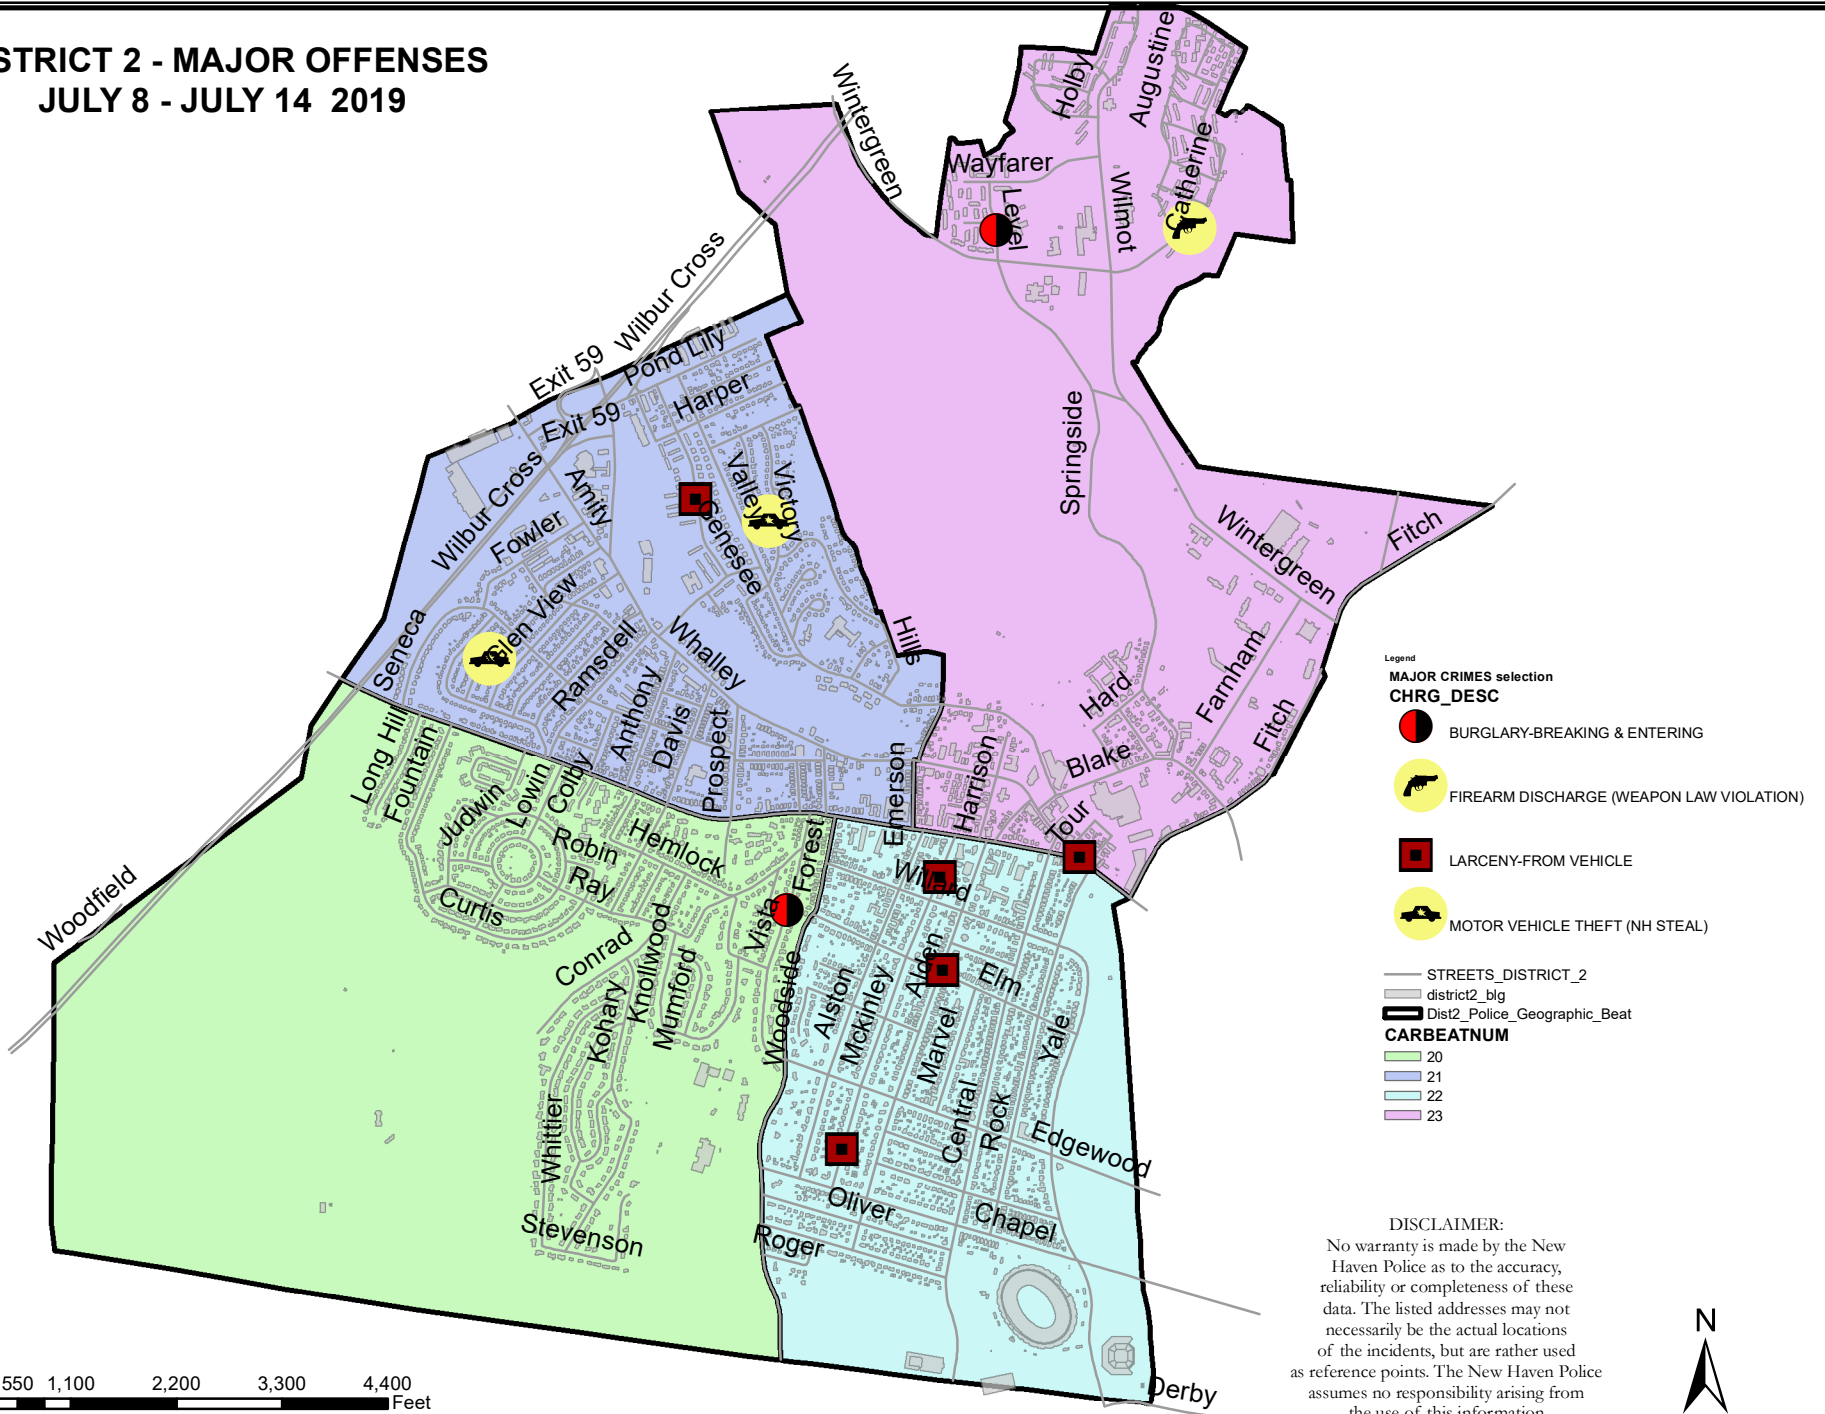 STRICT 2 - MAJOR OFFENSES
JULY 8 - JULY 14 2019
Holby
Augustine
Wintergreen
Wayfarer
Catherine
Level
Wilmot
Wilbur Cross
Exit 59
Pond Lily
Harper
Exit 59
Springside
Wilbur Cross
Amity
Valley
Victory
Fowler
Genesee
Wintergreen
Fitch
Glen View
Seneca
Ramsdell
Whalley
Hills
Anthony
Davis
Prospect
Hard
Farnham
Fitch
Blake
Long Hill
Fountain
Emerson
Harrison
Tour
Judwin
Lowin
Colby
Robin
Hemlock
Forest
Ray
Willard
Curtis
Woodfield
Vista
Conrad
Knollwood
Mumford
Kohary
Woodside
Alston
Mckinley
Alden
Elm
Marvel
Yale
Central
Rock
Whittier
Edgewood
Stevenson
Oliver
Chapel
Roger
Derby
Legend
MAJOR CRIMES selection
CHRG_DESC
BURGLARY-BREAKING & ENTERING
FIREARM DISCHARGE (WEAPON LAW VIOLATION)
LARCENY-FROM VEHICLE
MOTOR VEHICLE THEFT (NH STEAL)
STREETS_DISTRICT_2
district2_blg
Dist2_Police_Geographic_Beat
CARBEATNUM
20
21
22
23
DISCLAIMER:
No warranty is made by the New
Haven Police as to the accuracy,
reliability or completeness of these
data. The listed addresses may not
necessarily be the actual locations
of the incidents, but are rather used
as reference points. The New Haven Police
assumes no responsibility arising from
the use of this information
N
550 1,100 2,200 3,300 4,400
Feet